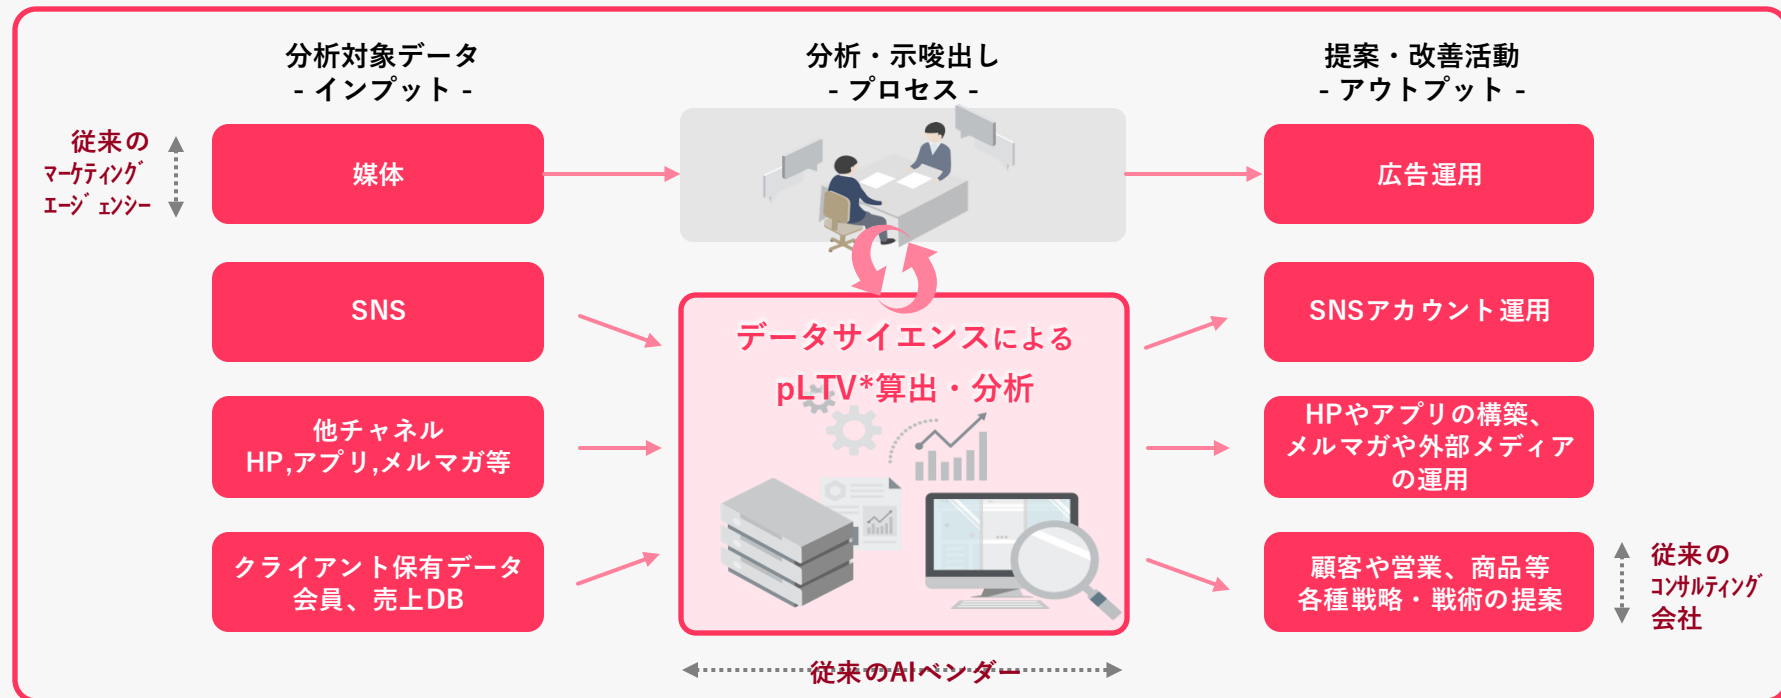 分析対象データ
- インプット -
分析・示唆出し
- プロセス -
提案・改善活動
- アウトプット -
従来の
ﾏｰｹﾃｨﾝｸﾞ
ｴｰｼﾞｪﾝｼｰ
媒体
広告運用
SNS
データサイエンスによる
pLTV*算出・分析
SNSアカウント運用
他チャネル
HP,アプリ,メルマガ等
HPやアプリの構築、
メルマガや外部メディア
の運用
クライアント保有データ
会員、売上DB
顧客や営業、商品等
各種戦略・戦術の提案
従来の
ｺﾝｻﾙﾃｨﾝｸﾞ
会社
従来のAIベンダー